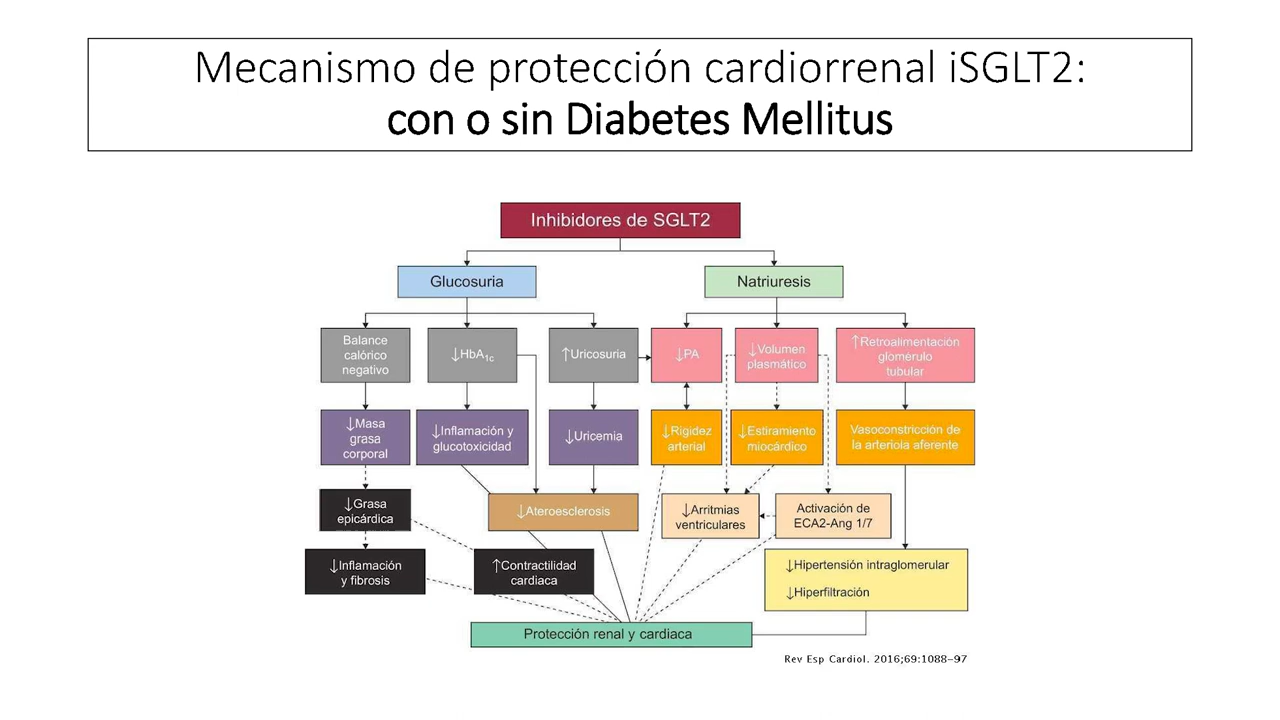 Mecanismo de protección cardiorrenal iSGLT2:
con o sin Diabetes Mellitus
Inhibidores de SGLT2
Glucosuria
Natriuresis
Balance
calórico
negativo
↓HbA1c
↑Uricosuria
↓PA
↓Volumen
plasmático
↑Retroalimentación
glomérulo
tubular
↓Masa
grasa
corporal
↓Inflamación y
glucotoxicidad
↓Uricemia
↓Rigidez
arterial
↓Estiramiento
miocárdico
Vasoconstricción de
la arteriola aferente
↓Grasa
epicárdica
↓Ateroesclerosis
↓Arritmias
ventriculares
Activación de
ECA2-Ang 1/7
↓Inflamación
y fibrosis
↑Contractilidad
cardiaca
↓Hipertensión intraglomerular
↓Hiperfiltración
Protección renal y cardiaca
Rev Esp Cardiol. 2016;69:1088–97